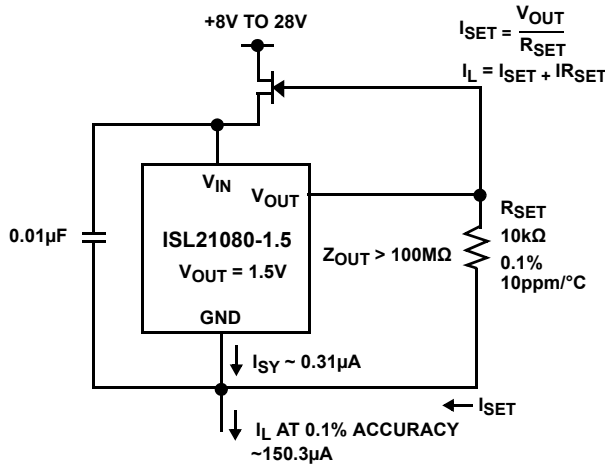 +8V TO 28V
I_SET = V_OUT / R_SET
I_L = I_SET + IR_SET
V_IN
V_OUT
ISL21080-1.5
V_OUT = 1.5V
GND
0.01µF
Z_OUT > 100MΩ
R_SET
10kΩ
0.1%
10ppm/°C
I_SY ~ 0.31µA
I_SET
I_L AT 0.1% ACCURACY
~150.3µA